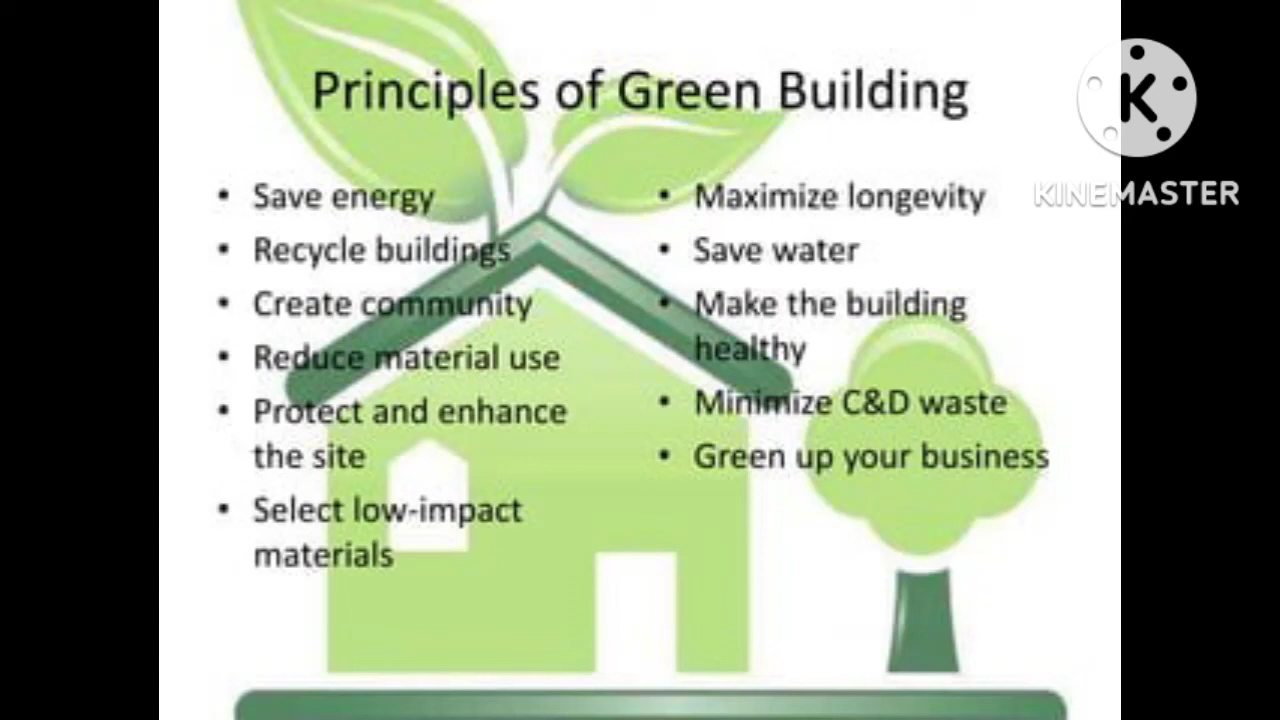 Principles of Green Building
• Save energy
• Recycle buildings
• Create community
• Reduce material use
• Protect and enhance
the site
• Select low-impact
materials
• Maximize longevity
• Save water
• Make the building
healthy
• Minimize C&D waste
• Green up your business
K
KINEMASTER